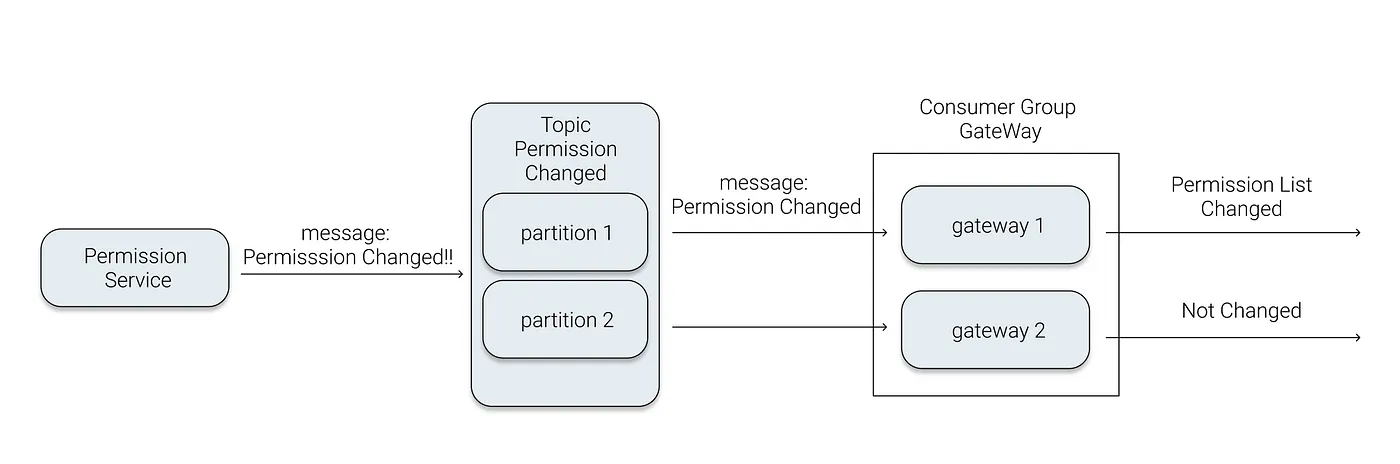 Permission
Service
message:
Permisssion Changed!!
Topic
Permission
Changed
partition 1
partition 2
message:
Permission Changed
Consumer Group
GateWay
gateway 1
gateway 2
Permission List
Changed
Not Changed